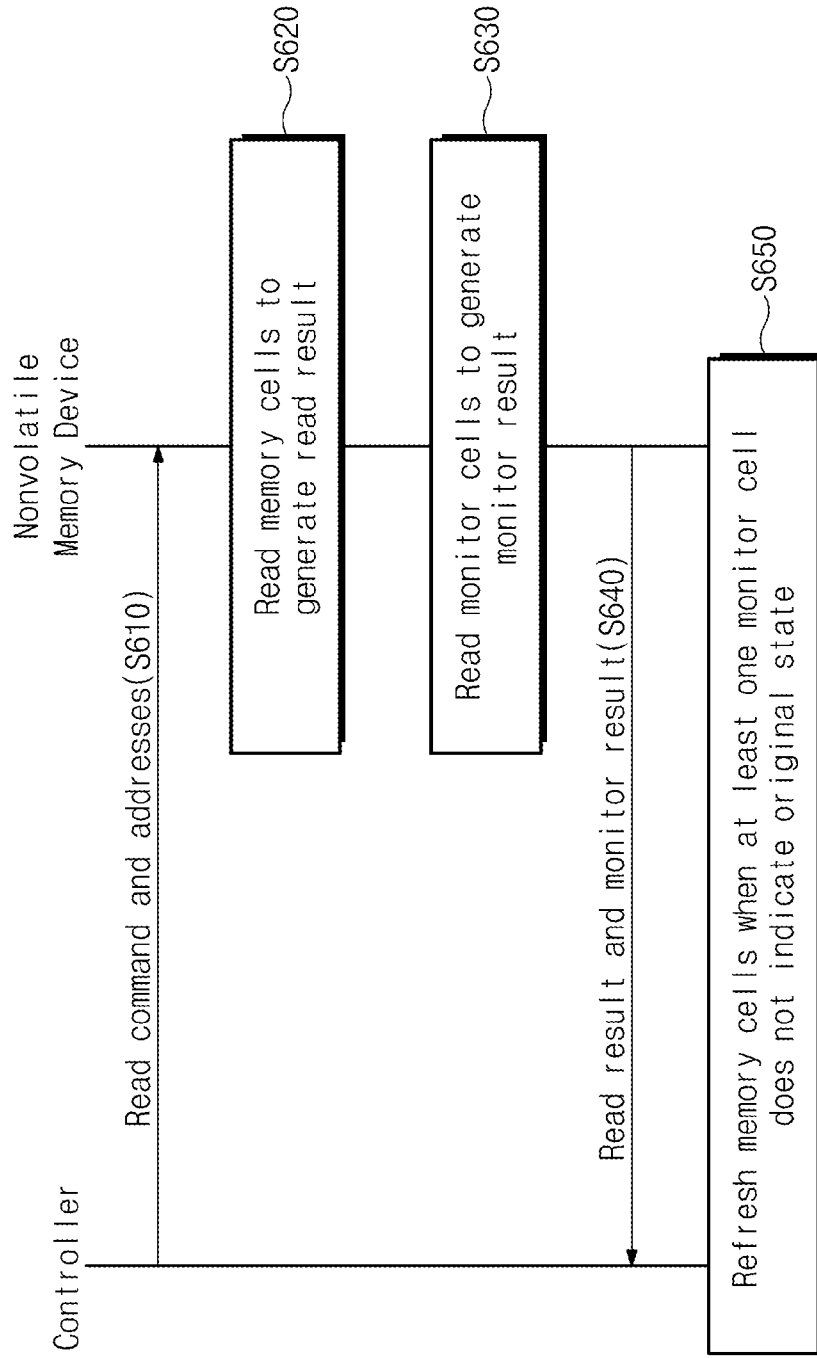 Controller
Nonvolatile
Memory Device
Read command and addresses(S610)
Read memory cells to
generate read result
S620
Read monitor cells to generate
monitor result
S630
Read result and monitor result(S640)
Refresh memory cells when at least one monitor cell
does not indicate original state
S650